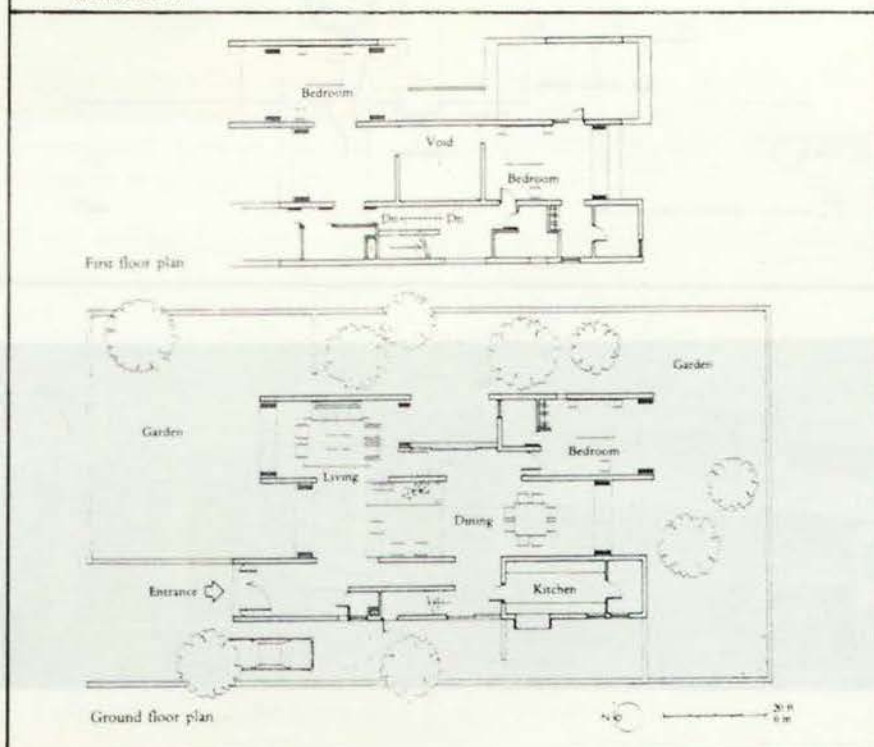 Bedroom
Void
Bedroom
Dn Dn
First floor plan
Garden
Garden
Bedroom
Living
Dining
Entrance
Kitchen
Ground floor plan
N
20 ft
6 m